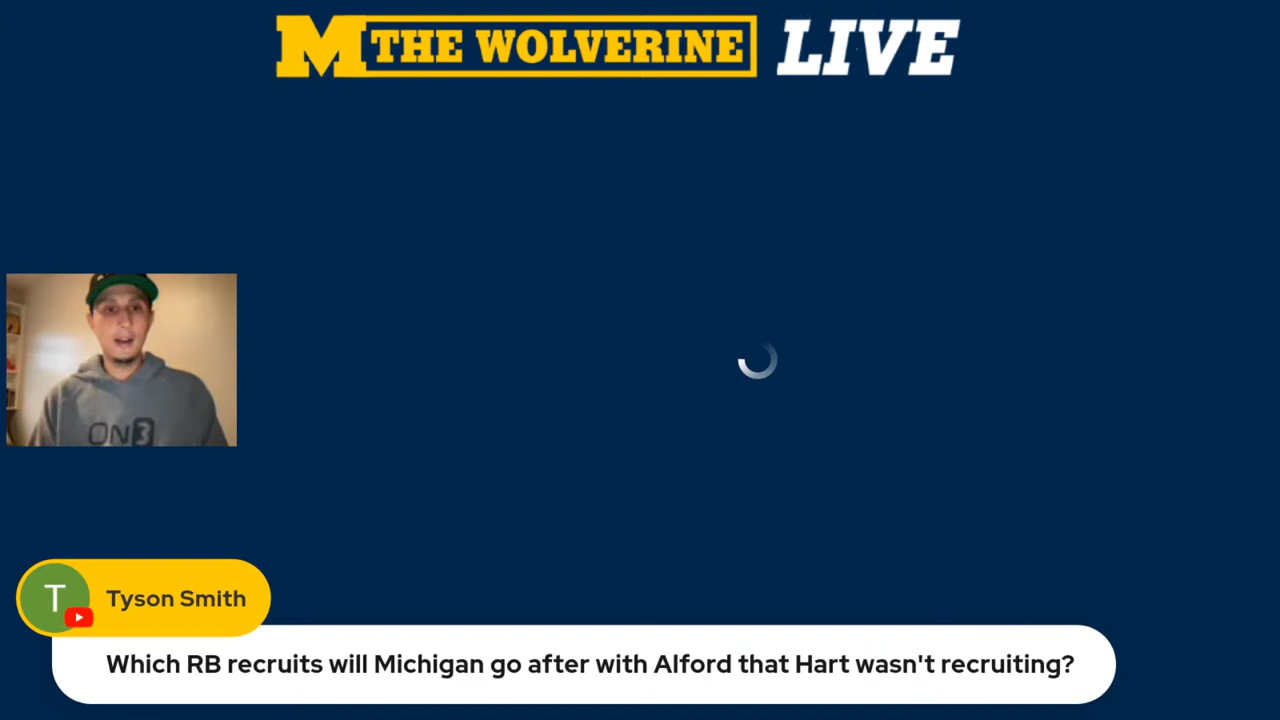 M THE WOLVERINE LIVE
ON3
T Tyson Smith
Which RB recruits will Michigan go after with Alford that Hart wasn't recruiting?